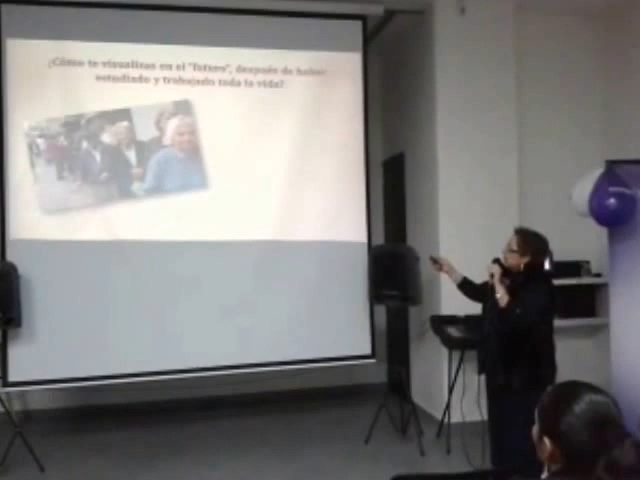 ¿Cómo te visualizas en el "futuro", después de haber
estudiado y trabajado toda la vida?